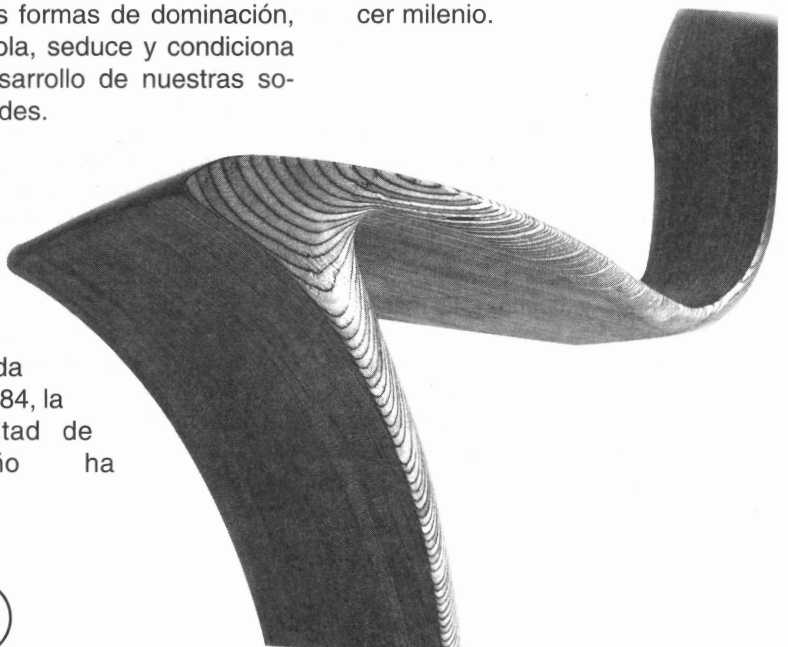 s formas de dominación,
ola, seduce y condiciona
sarrollo de nuestras so-
des.
cer milenio.
da
84, la
tad de
ño ha